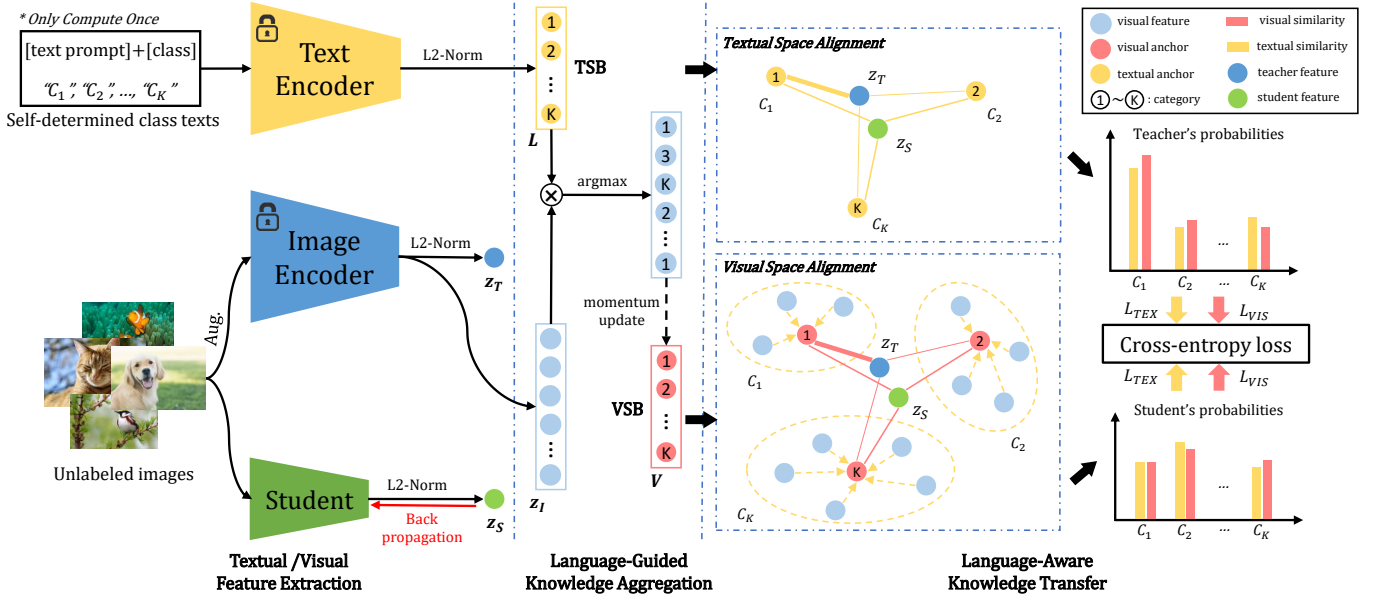 * Only Compute Once
[text prompt]+[class]
"C1", "C2", ..., "CK"
Self-determined class texts
Text
Encoder
L2-Norm
1
2
K
TSB
L
Image
Encoder
L2-Norm
zT
Aug.
Unlabeled images
Student
L2-Norm
Back
propagation
zS
zI
argmax
1
3
K
2
1
momentum
update
VSB
1
2
K
V
Textual Space Alignment
1
C1
zT
2
C2
zS
K
CK
Visual Space Alignment
1
C1
zT
2
C2
zS
K
CK
visual feature
visual similarity
visual anchor
textual similarity
textual anchor
teacher feature
1 ~ K : category
student feature
Teacher's probabilities
...
C1 C2 ... CK
LTEX LVIS
Cross-entropy loss
LTEX LVIS
Student's probabilities
...
C1 C2 ... CK
Textual /Visual
Feature Extraction
Language-Guided
Knowledge Aggregation
Language-Aware
Knowledge Transfer